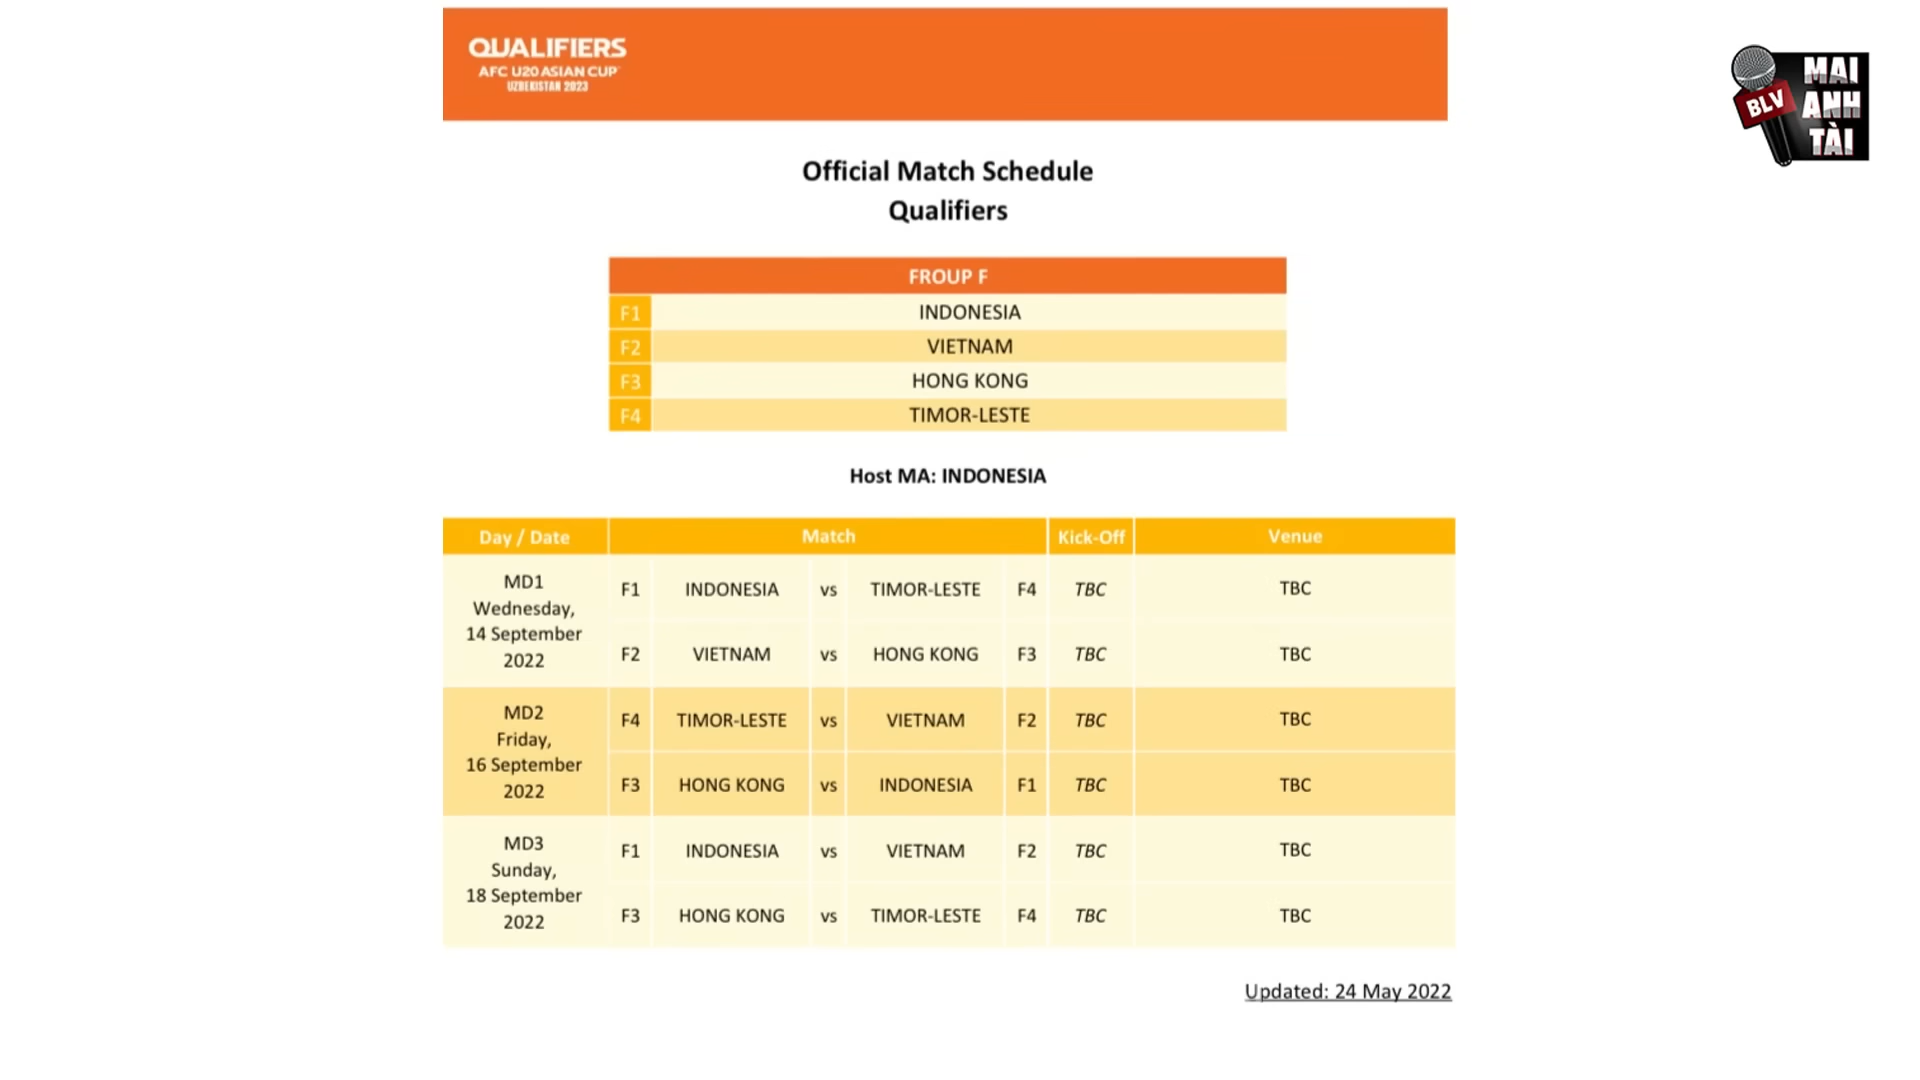 QUALIFIERS
AFC U20 ASIAN CUP
UZBEKISTAN 2023
MAI
BLV ANH
TÀI
Official Match Schedule
Qualifiers
FROUP F
F1 INDONESIA
F2 VIETNAM
F3 HONG KONG
F4 TIMOR-LESTE
Host MA: INDONESIA
Day / Date Match Kick-Off Venue
MD1
Wednesday,
14 September
2022
F1 INDONESIA vs TIMOR-LESTE F4 TBC TBC
F2 VIETNAM vs HONG KONG F3 TBC TBC
MD2
Friday,
16 September
2022
F4 TIMOR-LESTE vs VIETNAM F2 TBC TBC
F3 HONG KONG vs INDONESIA F1 TBC TBC
MD3
Sunday,
18 September
2022
F1 INDONESIA vs VIETNAM F2 TBC TBC
F3 HONG KONG vs TIMOR-LESTE F4 TBC TBC
Updated: 24 May 2022